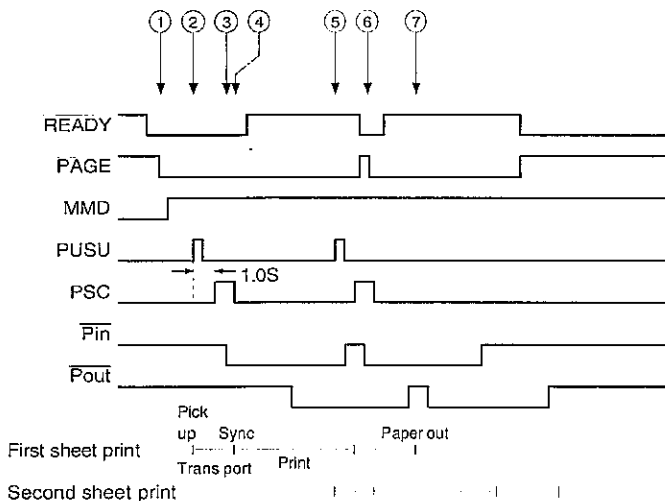 1 2 3 4 5 6 7
READY
PAGE
MMD
PUSU
1.0S
PSC
Pin
Pout
Pick
up Sync Paper out
First sheet print
Trans port Print
Second sheet print